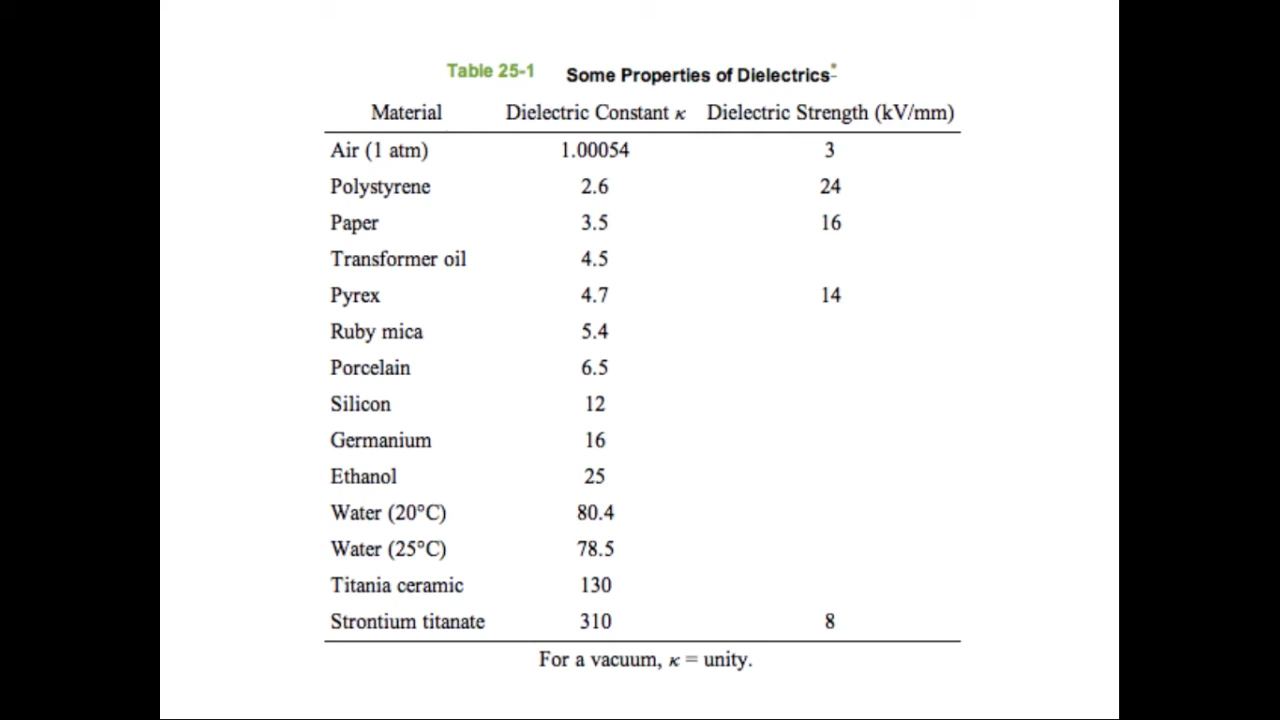 Table 25-1 Some Properties of Dielectrics*
Material Dielectric Constant κ Dielectric Strength (kV/mm)
Air (1 atm) 1.00054 3
Polystyrene 2.6 24
Paper 3.5 16
Transformer oil 4.5
Pyrex 4.7 14
Ruby mica 5.4
Porcelain 6.5
Silicon 12
Germanium 16
Ethanol 25
Water (20°C) 80.4
Water (25°C) 78.5
Titania ceramic 130
Strontium titanate 310 8
For a vacuum, κ = unity.